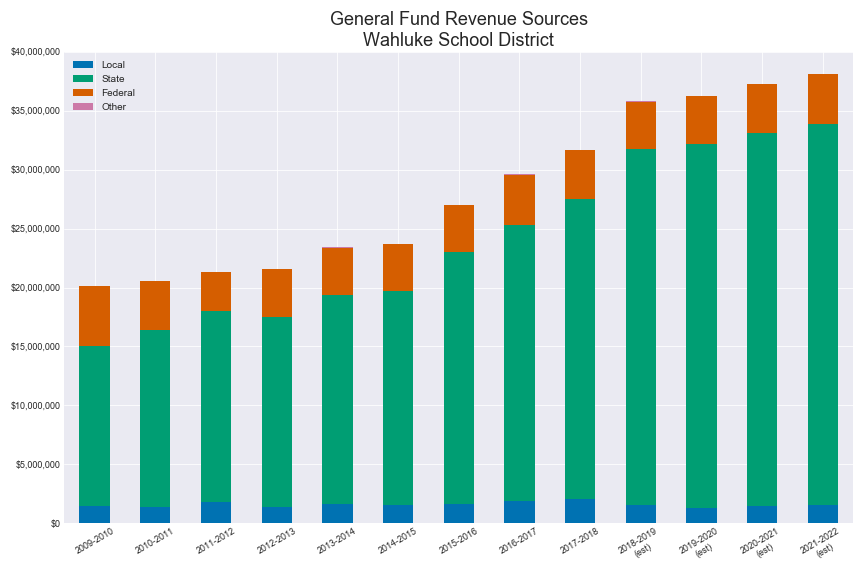 General Fund Revenue Sources
Wahluke School District
$40,000,000
$35,000,000
$30,000,000
$25,000,000
$20,000,000
$15,000,000
$10,000,000
$5,000,000
$0
Local
State
Federal
Other
2009-2010
2010-2011
2011-2012
2012-2013
2013-2014
2014-2015
2015-2016
2016-2017
2017-2018
2018-2019
(est)
2019-2020
(est)
2020-2021
(est)
2021-2022
(est)